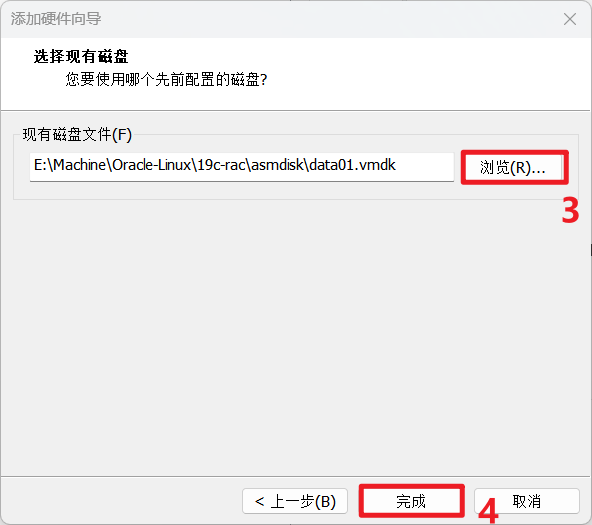 添加硬件向导
选择现有磁盘
您要使用哪个先前配置的磁盘?
现有磁盘文件(F)
E:\Machine\Oracle-Linux\19c-rac\asmdisk\data01.vmdk
浏览(R)...
3
< 上一步(B)
完成
4
取消